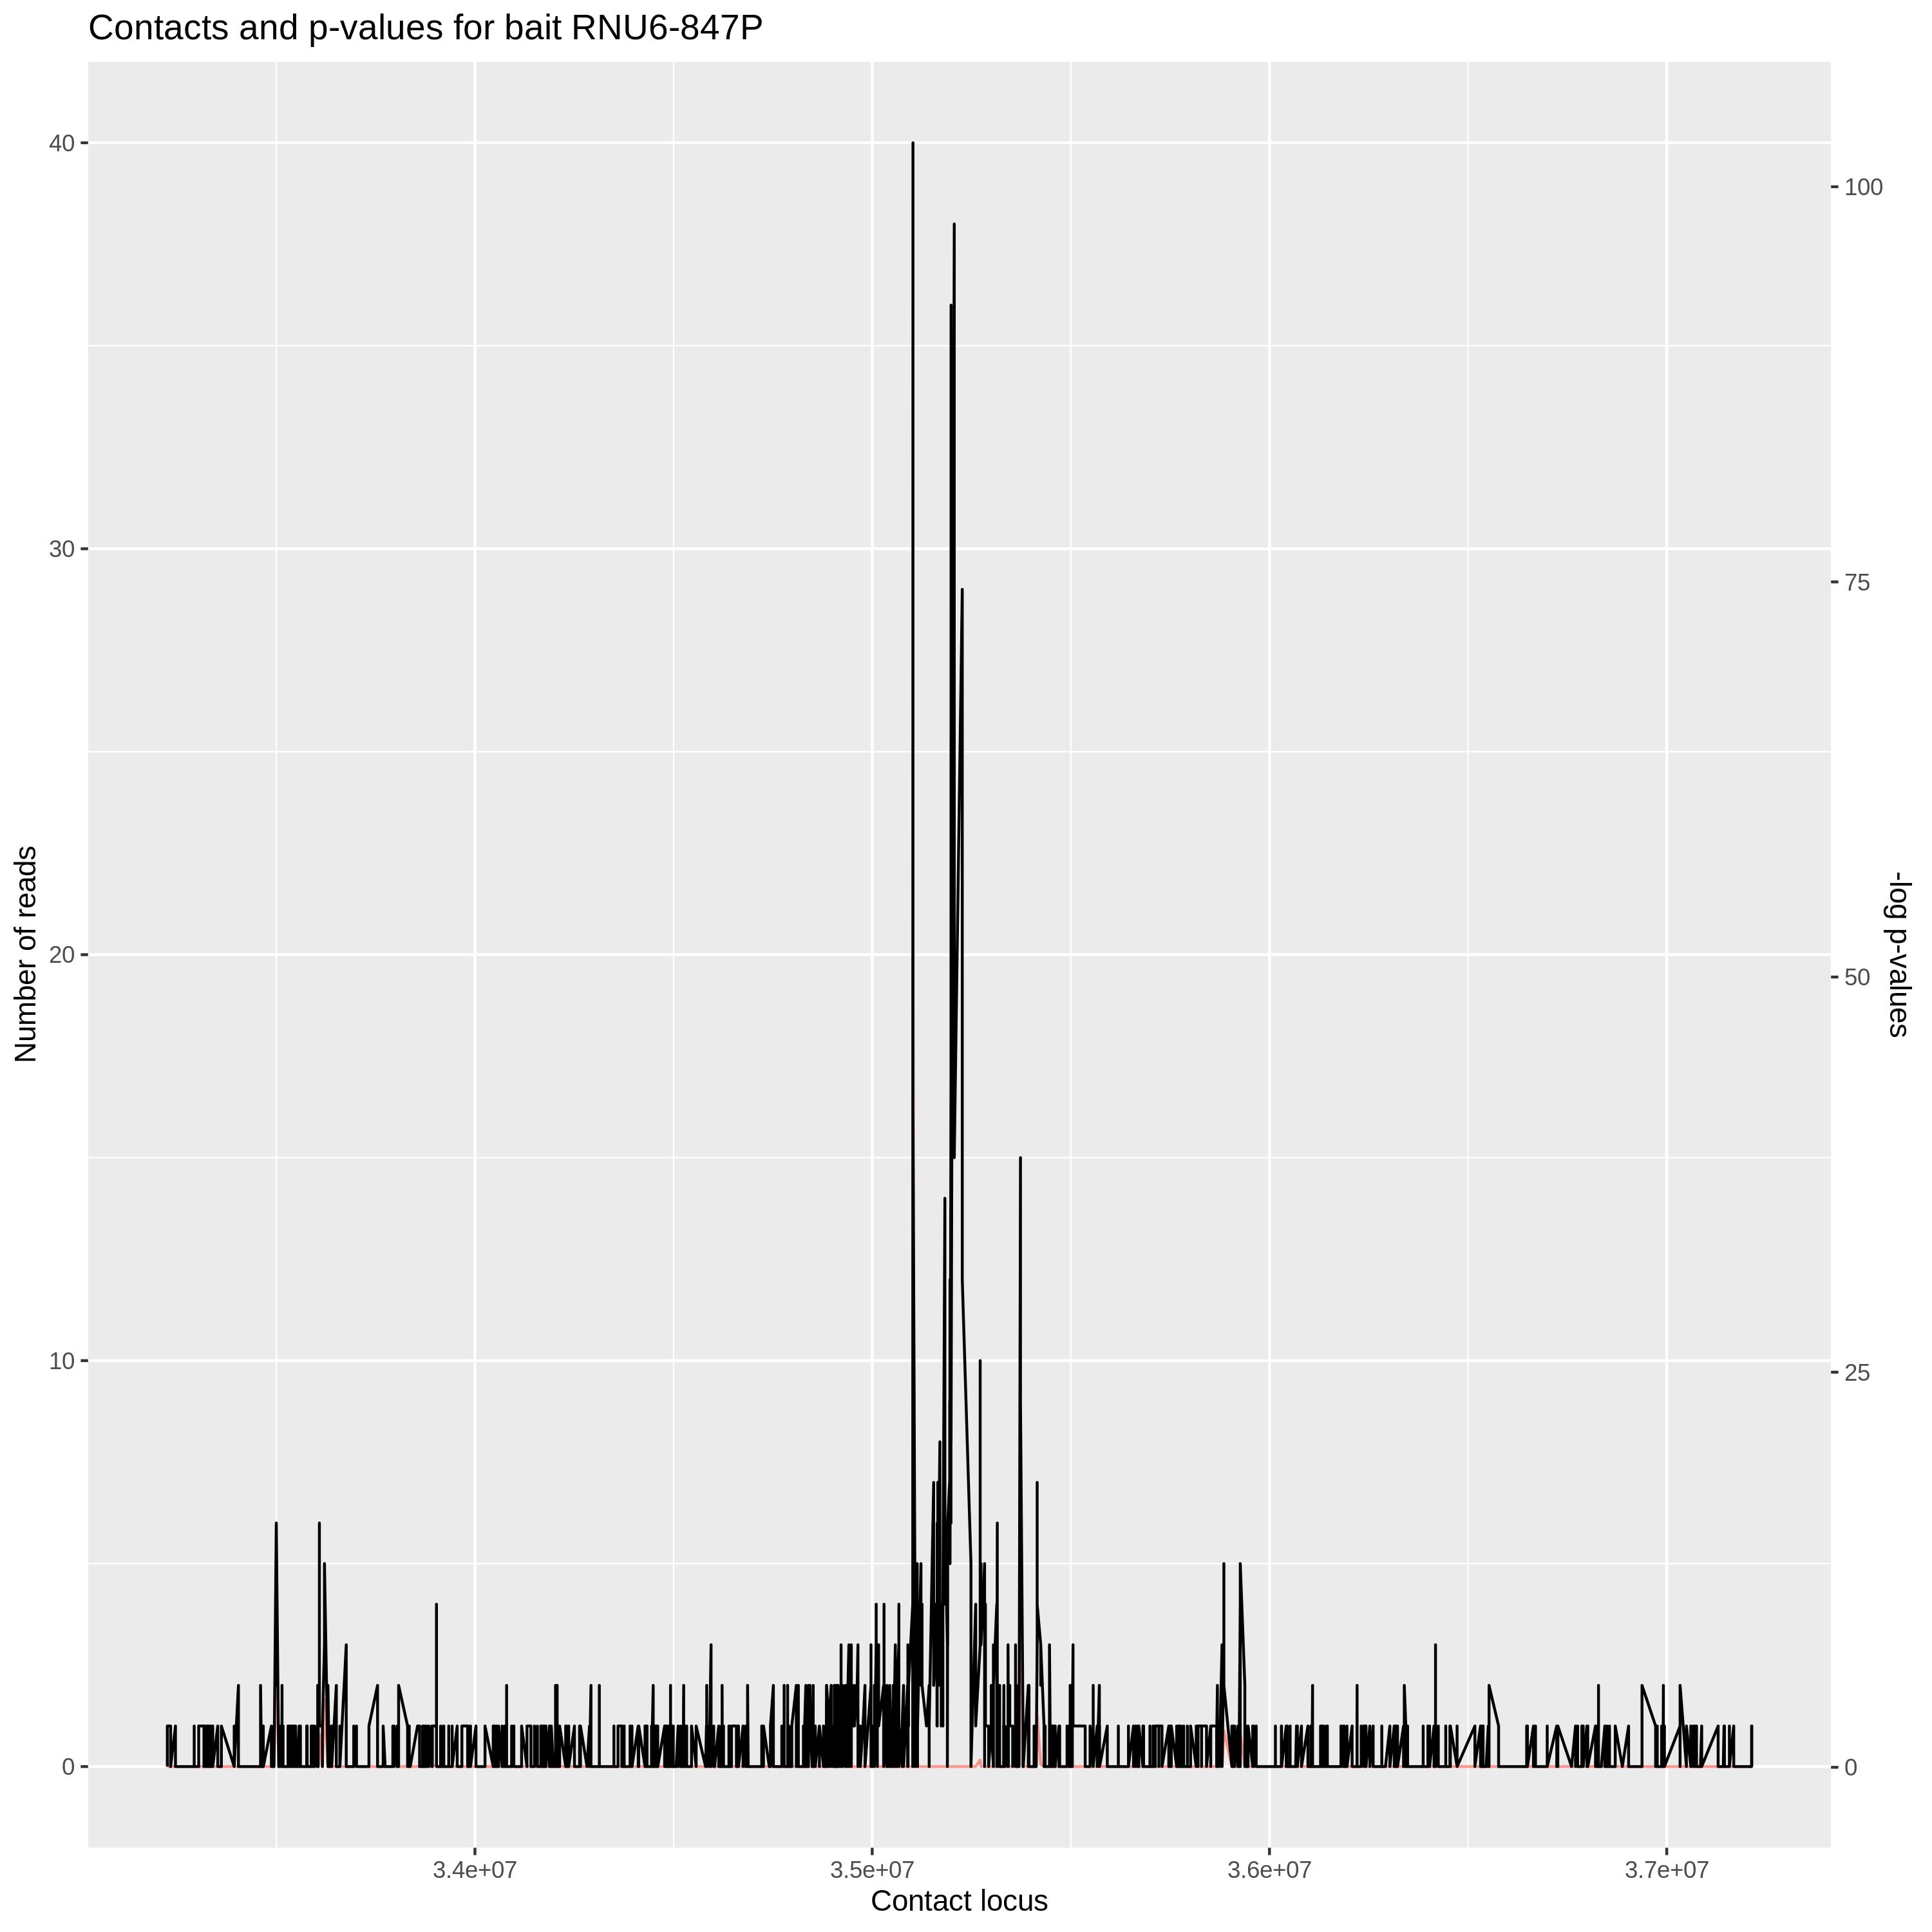 Contacts and p-values for bait RNU6-847P
40
30
20
10
0
100
75
50
25
0
Number of reads
-log p-values
3.4e+07
3.5e+07
3.6e+07
3.7e+07
Contact locus